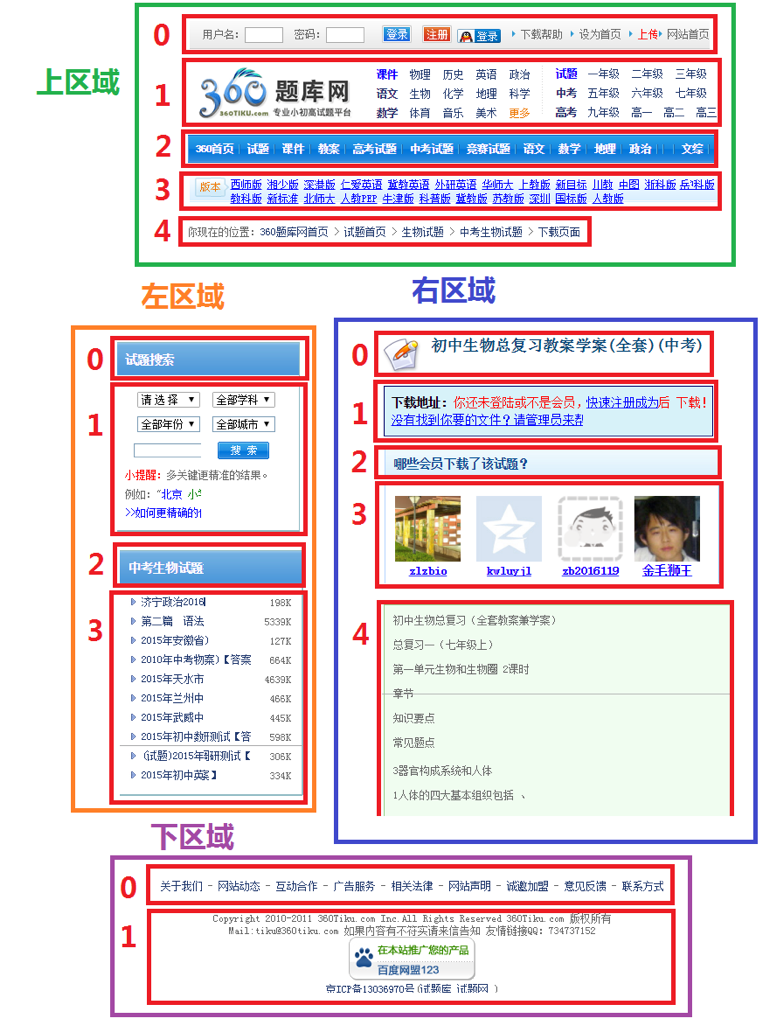 上区域
0
用户名： 密码： 登录 注册 登录 下载帮助 设为首页 上传 网站首页
1
360题库网
360TIKU.com 专业小初高试题平台
课件 物理 历史 英语 政治
语文 生物 化学 地理 科学
数学 体育 音乐 美术 更多
试题 一年级 二年级 三年级
中考 五年级 六年级 七年级
高考 九年级 高一 高二 高三
2
360首页 试题 课件 教案 高考试题 中考试题 竞赛试题 语文 数学 地理 政治 文综
3
版本
西师版 湘少版 深港版 仁爱英语 冀教英语 外研英语 华师大 上教版 新目标 川教 中图 浙科版 岳科版
教科版 新标准 北师大 人教PEP 牛津版 科普版 冀教版 苏教版 深圳 国标版 人教版
4
你现在的位置：360题库网首页 > 试题首页 > 生物试题 > 中考生物试题 > 下载页面
左区域
0
试题搜索
1
请选择 全部学科
全部年份 全部城市
搜 索
小提醒：多关键更精准的结果。
例如："北京 小
>>如何更精确的
2
中考生物试题
3
济宁政治2016 198K
第二篇 语法 5339K
2015年安徽省) 127K
2010年中考物案)【答案 664K
2015年天水市 4639K
2015年兰州中 466K
2015年武威中 445K
2015年初中数研测试【答 598K
(试题)2015年研测试【 306K
2015年初中英】 334K
右区域
0
初中生物总复习教案学案(全套)(中考)
1
下载地址：你还未登陆或不是会员,快速注册成为后 下载!
没有找到你要的文件？请管理员来帮
2
哪些会员下载了该试题？
3
zlzbio kwluyjl zb2016119 金毛狮王
4
初中生物总复习（全套教案兼学案）
总复习一（七年级上）
第一单元生物和生物圈 2课时
章节
知识要点
常见题点
3器官构成系统和人体
1人体的四大基本组织包括 、
下区域
0
关于我们 - 网站动态 - 互动合作 - 广告服务 - 相关法律 - 网站声明 - 诚邀加盟 - 意见反馈 - 联系方式
1
Copyright 2010-2011 360Tiku.com Inc.All Rights Reserved 360Tiku.com 版权所有
Mail:tiku@360tiku.com 如果内容有不符实请来信告知 友情链接QQ: 734737152
在本站推广您的产品
百度网盟123
京ICP备13036970号(试题库 试题网 )